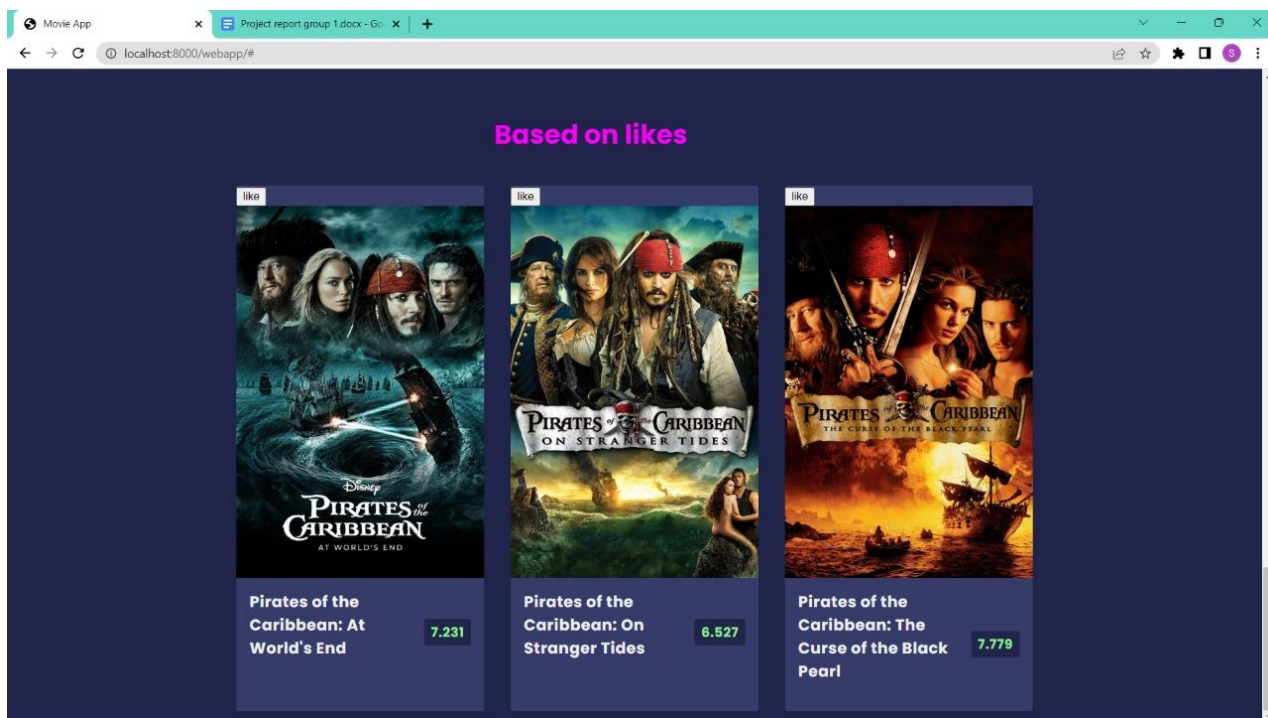 Movie App
Project report group 1.docx - Go
localhost:8000/webapp/#
S
Based on likes
like
like
like
DISNEY
PIRATES of the
CARIBBEAN
AT WORLD'S END
PIRATES of the CARIBBEAN
ON STRANGER TIDES
PIRATES of the CARIBBEAN
THE CURSE OF THE BLACK PEARL
Pirates of the
Caribbean: At
World's End
7.231
Pirates of the
Caribbean: On
Stranger Tides
6.527
Pirates of the
Caribbean: The
Curse of the Black
Pearl
7.779